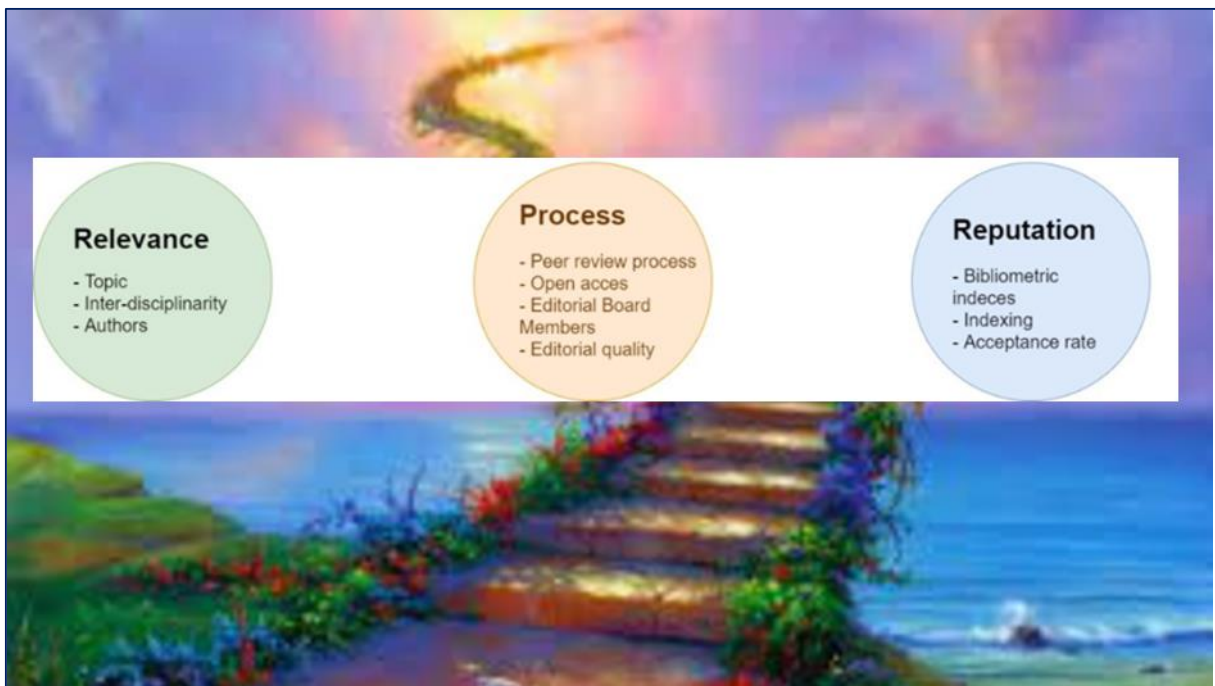 Relevance
- Topic
- Inter-disciplinarity
- Authors
Process
- Peer review process
- Open acces
- Editorial Board
Members
- Editorial quality
Reputation
- Bibliometric
indeces
- Indexing
- Acceptance rate